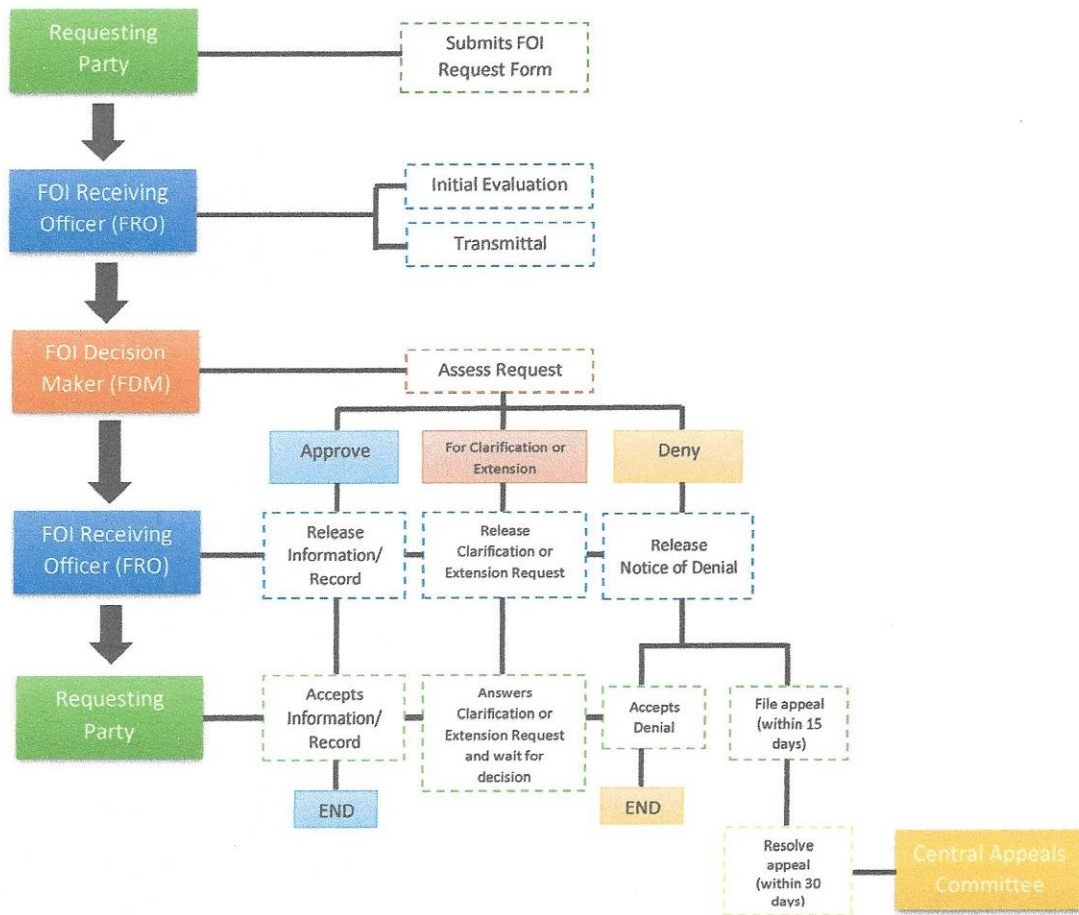 Requesting
Party
Submits FOI
Request Form
FOI Receiving
Officer (FRO)
Initial Evaluation
Transmittal
FOI Decision
Maker (FDM)
Assess Request
Approve
For Clarification or
Extension
Deny
FOI Receiving
Officer (FRO)
Release
Information/
Record
Release
Clarification or
Extension Request
Release
Notice of Denial
Requesting
Party
Accepts
Information/
Record
Answers
Clarification or
Extension Request
and wait for
decision
Accepts
Denial
File appeal
(within 15
days)
END
END
Resolve
appeal
(within 30
days)
Central Appeals
Committee